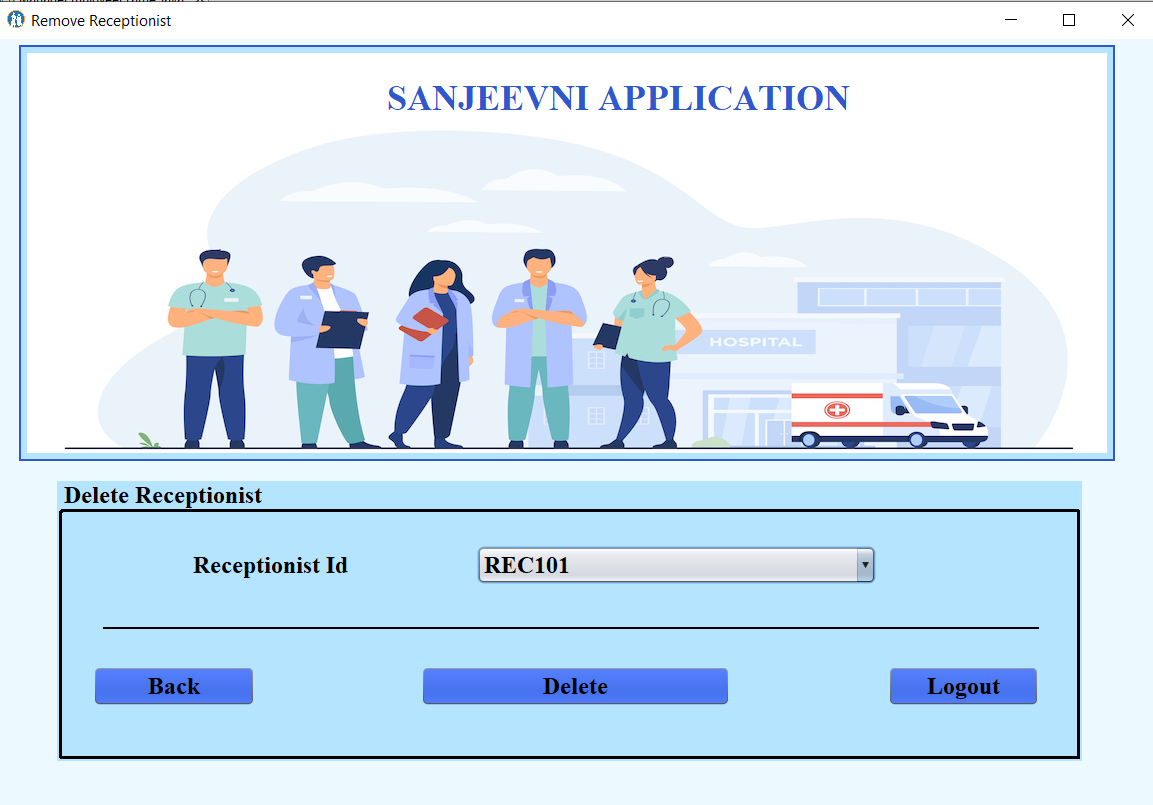 Remove Receptionist
SANJEEVNI APPLICATION
HOSPITAL
Delete Receptionist
Receptionist Id
REC101
Back
Delete
Logout